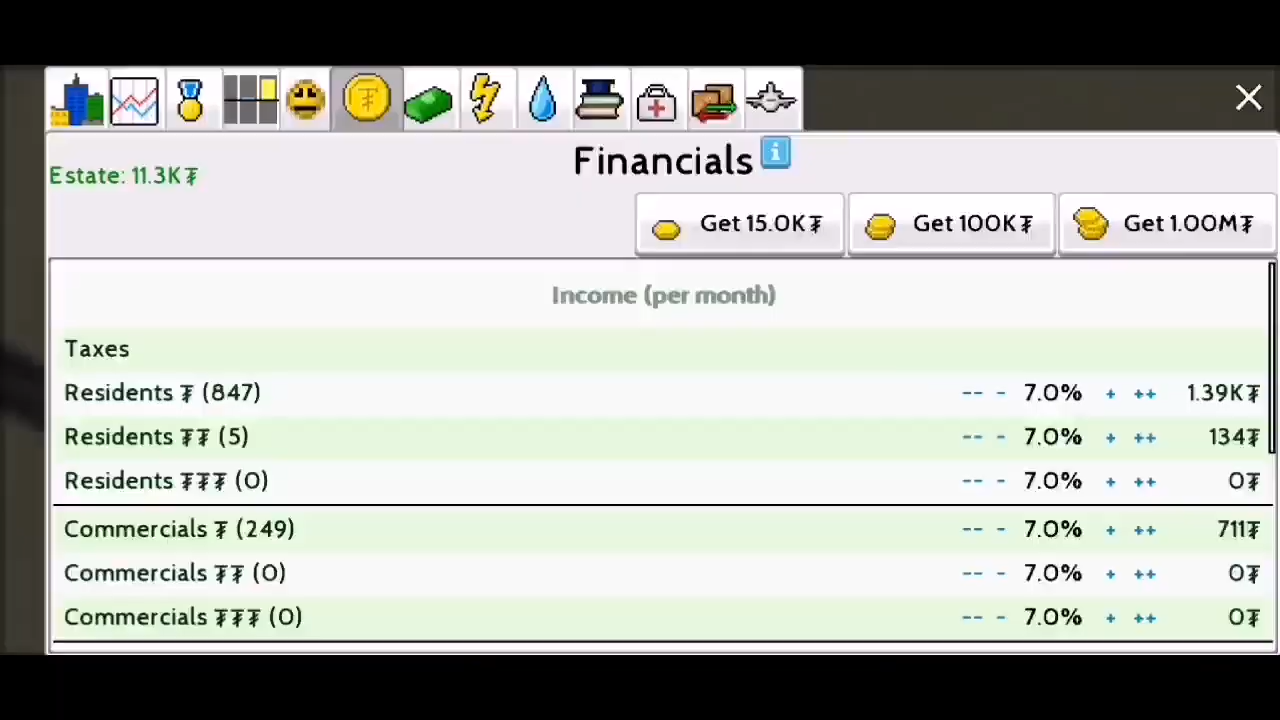 Financials
Estate: 11.3K₮
Get 15.0K₮ Get 100K₮ Get 1.00M₮
Income (per month)
Taxes
Residents ₮ (847) -- - 7.0% + ++ 1.39K₮
Residents ₮₮ (5) -- - 7.0% + ++ 134₮
Residents ₮₮₮ (0) -- - 7.0% + ++ 0₮
Commercials ₮ (249) -- - 7.0% + ++ 711₮
Commercials ₮₮ (0) -- - 7.0% + ++ 0₮
Commercials ₮₮₮ (0) -- - 7.0% + ++ 0₮